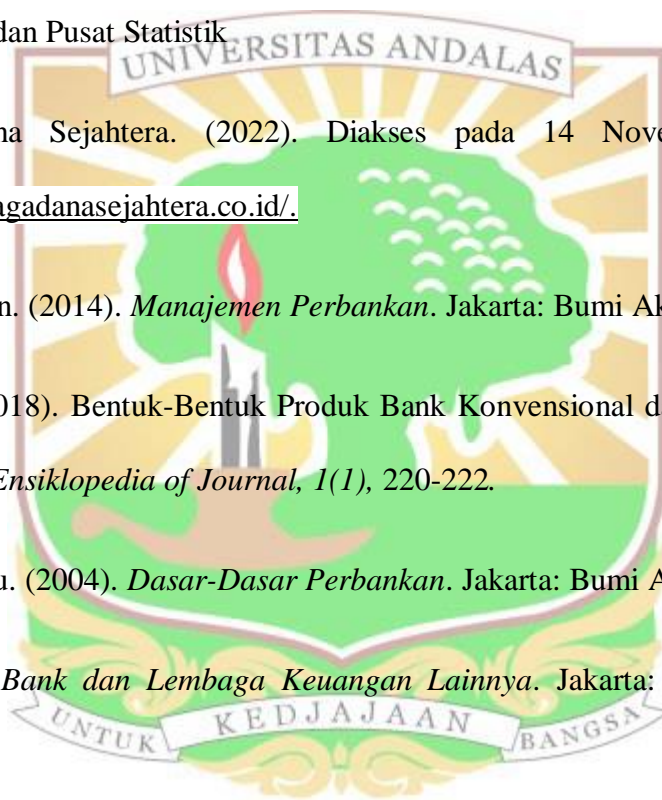 dan Pusat Statistik
UNIVERSITAS ANDALAS
na Sejahtera. (2022). Diakses pada 14 Nove
agadanasejahtera.co.id/.
n. (2014). Manajemen Perbankan. Jakarta: Bumi Ak
018). Bentuk-Bentuk Produk Bank Konvensional d
Ensiklopedia of Journal, 1(1), 220-222.
u. (2004). Dasar-Dasar Perbankan. Jakarta: Bumi A
Bank dan Lembaga Keuangan Lainnya. Jakarta:
UNTUK KEDJAJAAN BANGSA